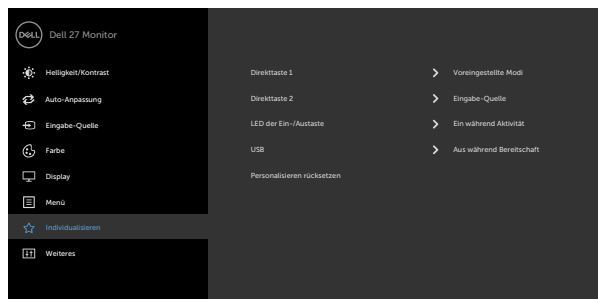 DELL Dell 27 Monitor
Helligkeit/Kontrast
Auto-Anpassung
Eingabe-Quelle
Farbe
Display
Menü
Individualisieren
Weiteres
Direkttaste 1 Voreingestellte Modi
Direkttaste 2 Eingabe-Quelle
LED der Ein-/Austaste Ein während Aktivität
USB Aus während Bereitschaft
Personalisieren rücksetzen